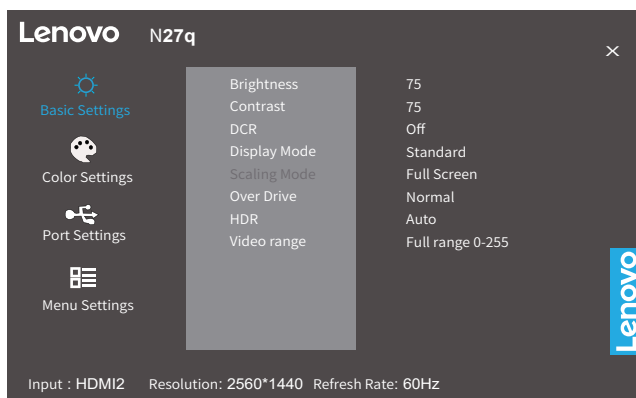 Lenovo N27q
×
Basic Settings
Color Settings
Port Settings
Menu Settings
Brightness 75
Contrast 75
DCR Off
Display Mode Standard
Scaling Mode Full Screen
Over Drive Normal
HDR Auto
Video range Full range 0-255
Lenovo
Input : HDMI2 Resolution: 2560*1440 Refresh Rate: 60Hz